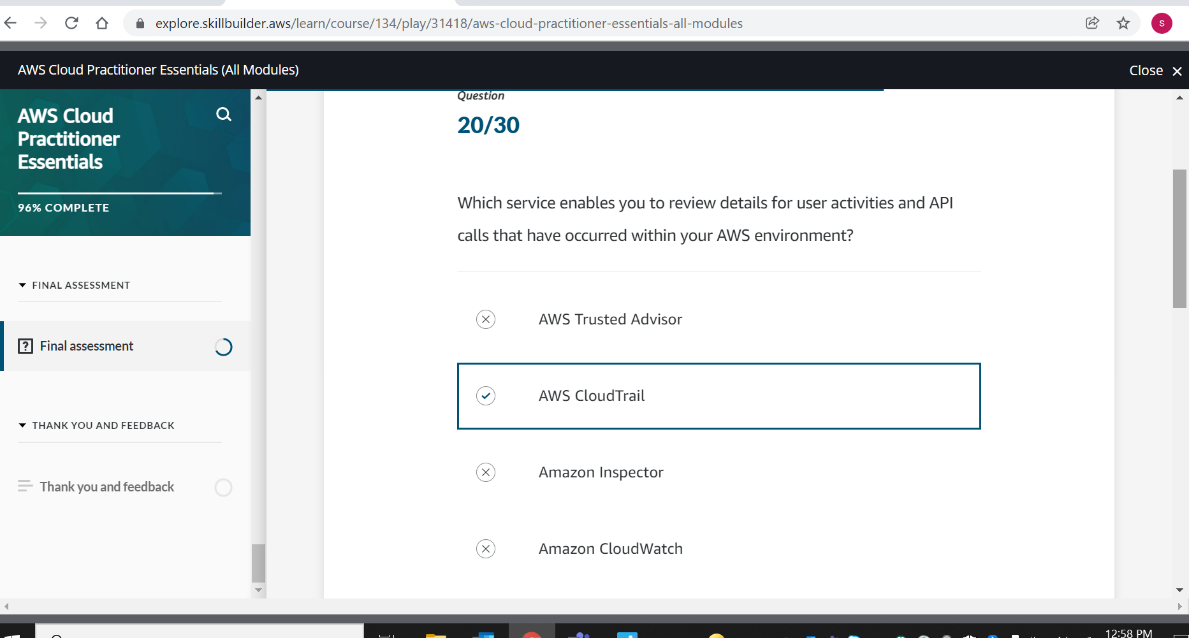 explore.skillbuilder.aws/learn/course/134/play/31418/aws-cloud-practitioner-essentials-all-modules
S
AWS Cloud Practitioner Essentials (All Modules)
Close
AWS Cloud
Practitioner
Essentials
96% COMPLETE
FINAL ASSESSMENT
Final assessment
THANK YOU AND FEEDBACK
Thank you and feedback
Question
20/30
Which service enables you to review details for user activities and API
calls that have occurred within your AWS environment?
AWS Trusted Advisor
AWS CloudTrail
Amazon Inspector
Amazon CloudWatch
12:58 PM